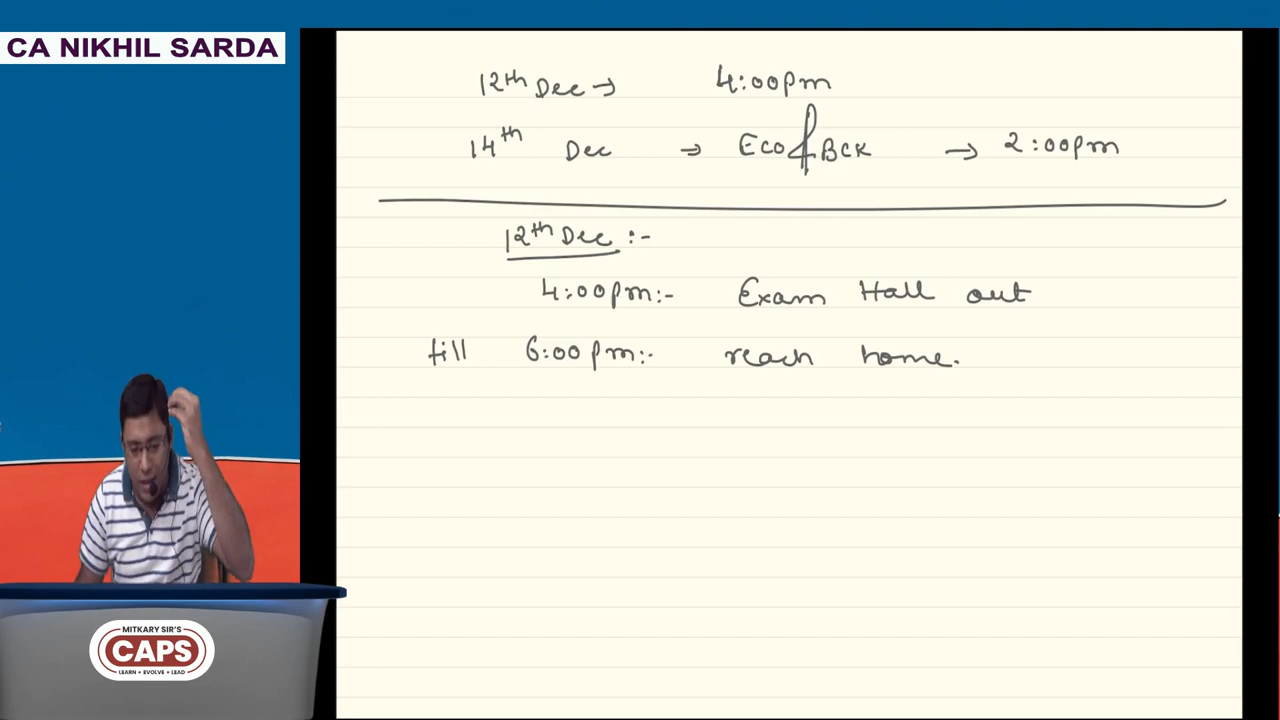 CA NIKHIL SARDA
12th Dec → 4:00pm
14th Dec → Eco & BCK → 2:00pm
12th Dec :-
4:00pm:- Exam Hall out
till 6:00pm:- reach home.
MITKARY SIR'S
CAPS
LEARN • EVOLVE • LEAD